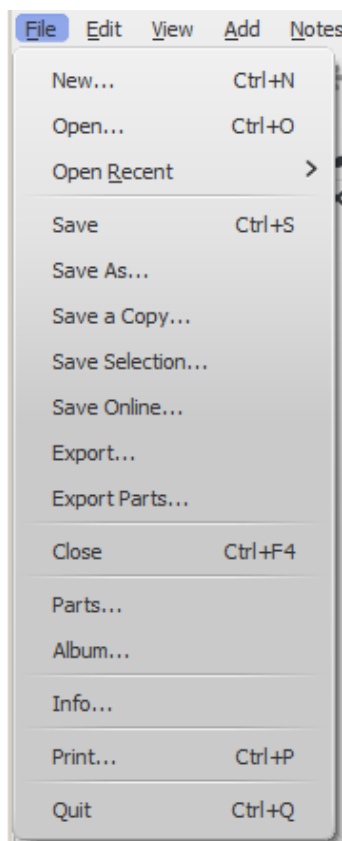 File Edit View Add Notes
New... Ctrl+N
Open... Ctrl+O
Open Recent >
Save Ctrl+S
Save As...
Save a Copy...
Save Selection...
Save Online...
Export...
Export Parts...
Close Ctrl+F4
Parts...
Album...
Info...
Print... Ctrl+P
Quit Ctrl+Q